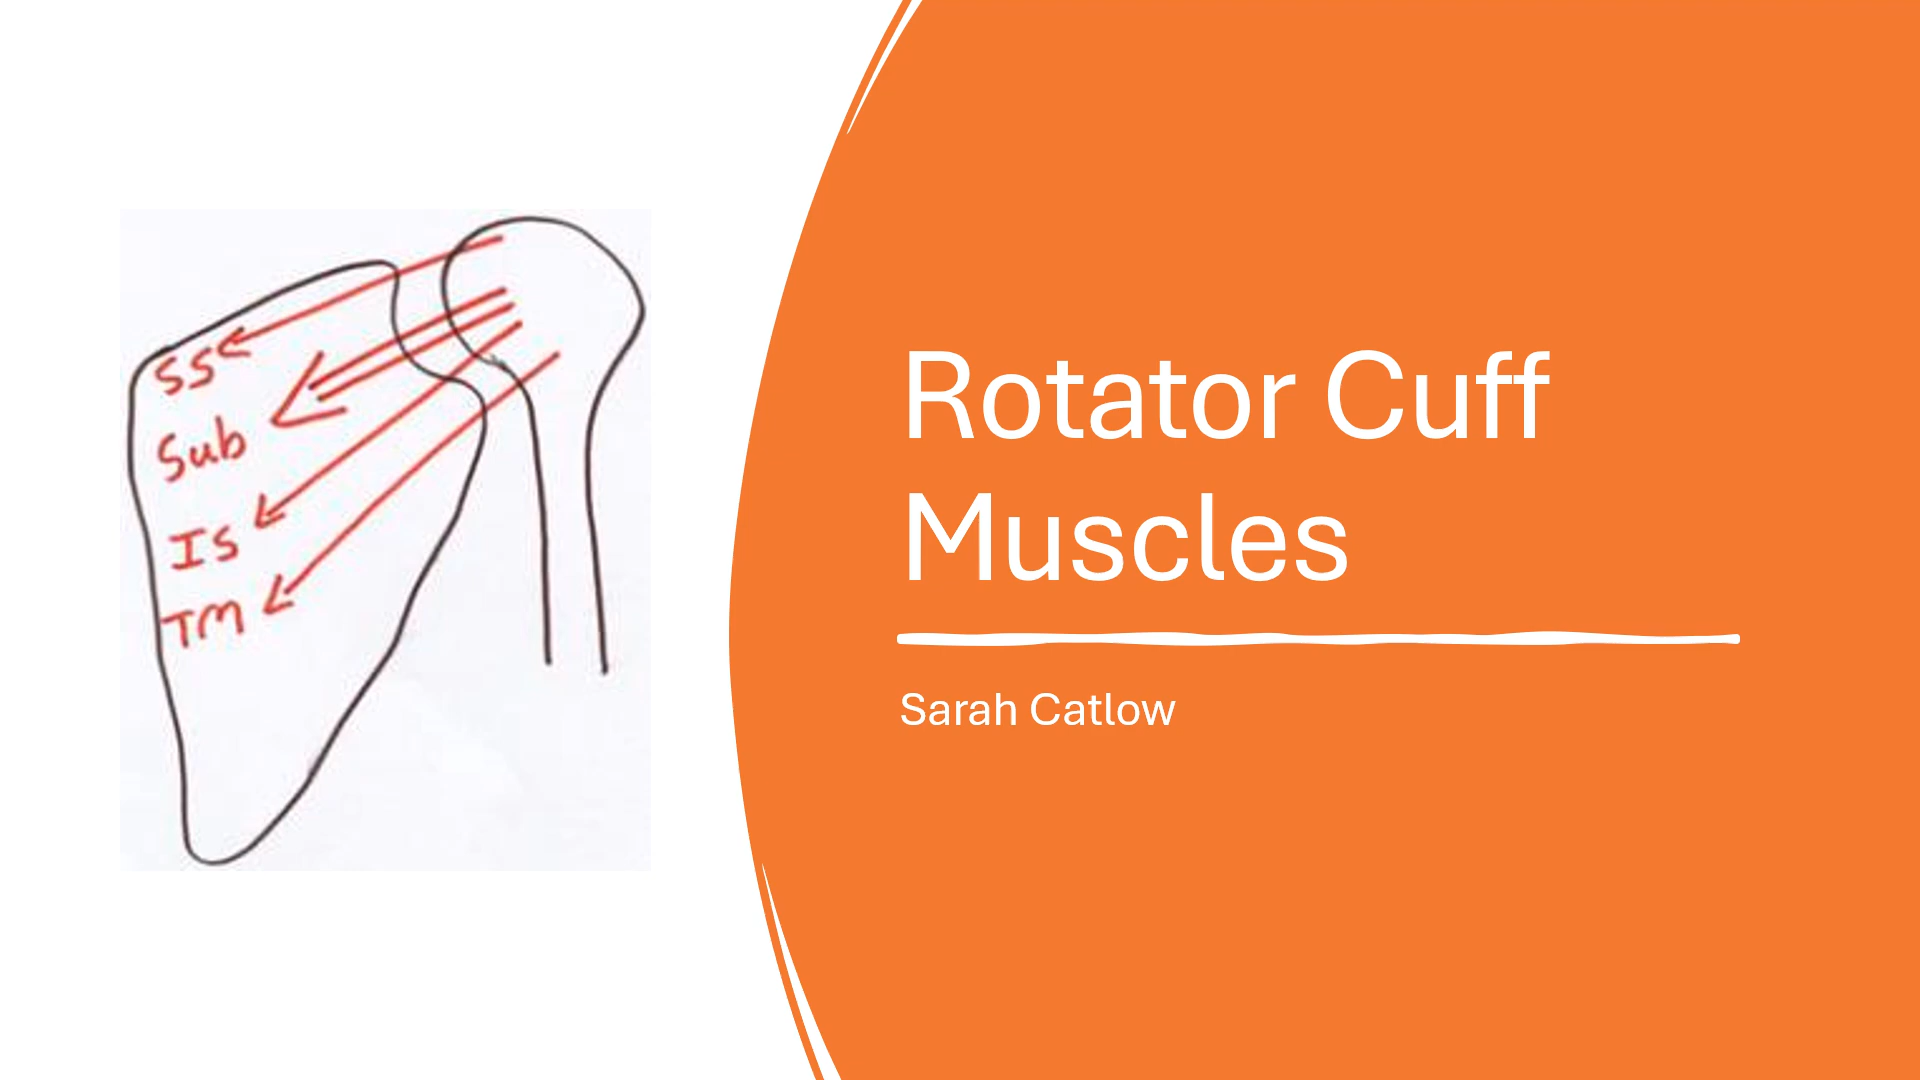 SS
Sub
Is
TM
Rotator Cuff
Muscles
Sarah Catlow